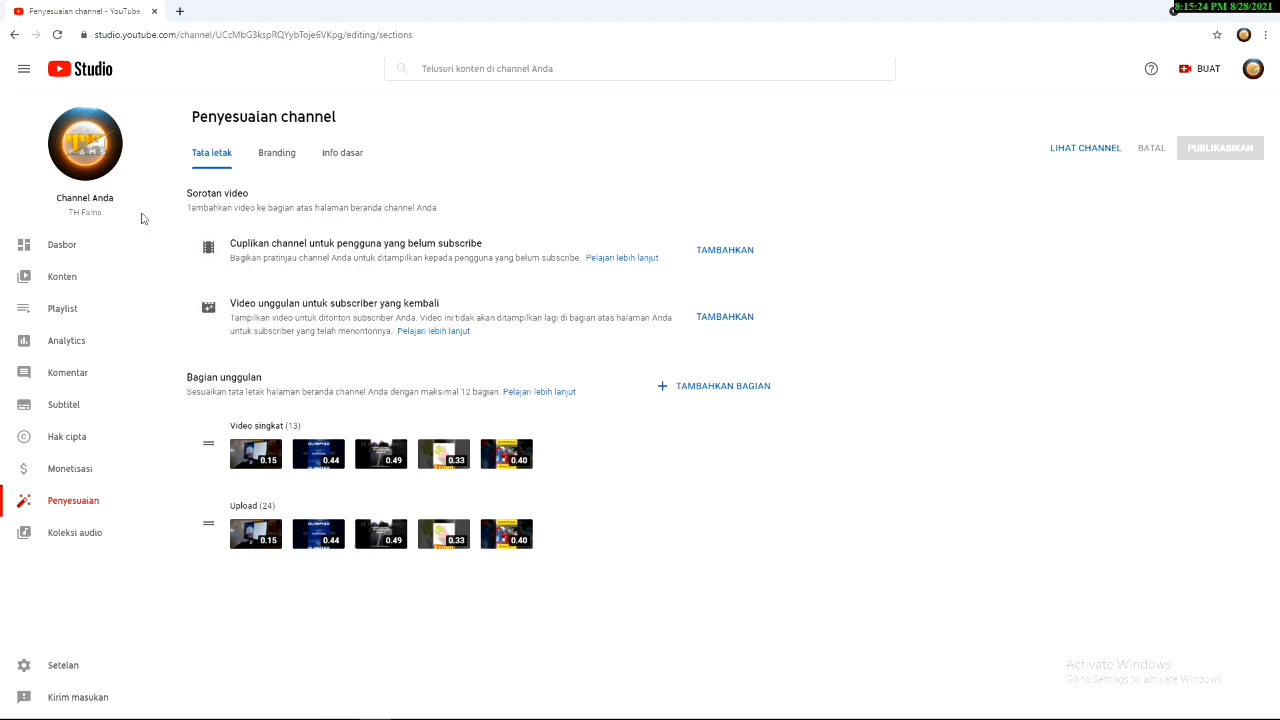 Penyesuaian channel - YouTube
8:15:24 PM 8/28/2021
studio.youtube.com/channel/UCcMbG3kspRQYybToje6VKpg/editing/sections
Studio
Telusuri konten di channel Anda
BUAT
Channel Anda
TH Fams
Dasbor
Konten
Playlist
Analytics
Komentar
Subtitel
Hak cipta
Monetisasi
Penyesuaian
Koleksi audio
Setelan
Kirim masukan
Penyesuaian channel
Tata letak
Branding
Info dasar
LIHAT CHANNEL
BATAL
PUBLIKASIKAN
Sorotan video
Tambahkan video ke bagian atas halaman beranda channel Anda
Cuplikan channel untuk pengguna yang belum subscribe
Bagikan pratinjau channel Anda untuk ditampilkan kepada pengguna yang belum subscribe. Pelajari lebih lanjut
TAMBAHKAN
Video unggulan untuk subscriber yang kembali
Tampilkan video untuk ditonton subscriber Anda. Video ini tidak akan ditampilkan lagi di bagian atas halaman Anda
untuk subscriber yang telah menontonnya. Pelajari lebih lanjut
TAMBAHKAN
Bagian unggulan
Sesuaikan tata letak halaman beranda channel Anda dengan maksimal 12 bagian. Pelajari lebih lanjut
TAMBAHKAN BAGIAN
Video singkat (13)
0.15
0.44
0.49
0.33
0.40
Upload (24)
0.15
0.44
0.49
0.33
0.40
Activate Windows
Go to Settings to activate Windows.